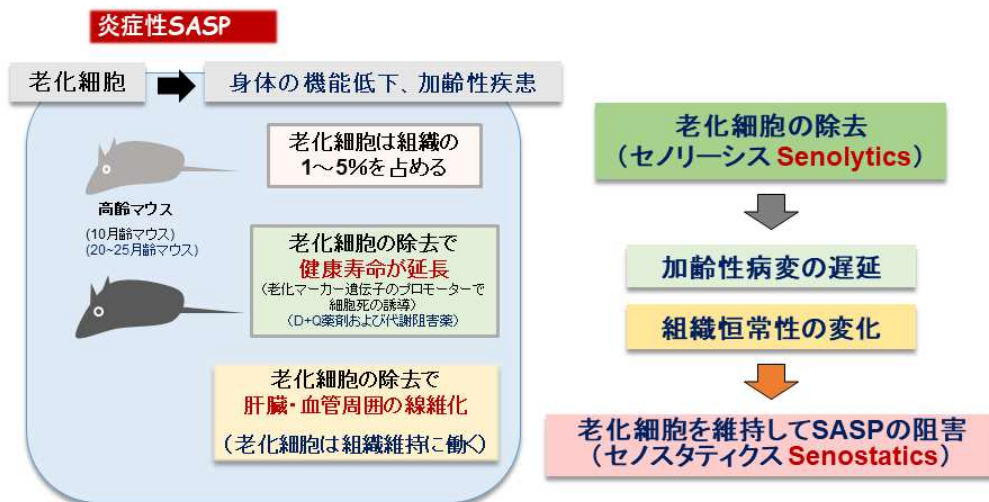 炎症性SASP
老化細胞
身体の機能低下、加齢性疾患
老化細胞は組織の
1～5%を占める
高齢マウス
(10月齢マウス)
(20~25月齢マウス)
老化細胞の除去で
健康寿命が延長
(老化マーカー遺伝子のプロモーターで
細胞死の誘導)
(D+Q薬剤および代謝阻害薬)
老化細胞の除去で
肝臓・血管周囲の線維化
(老化細胞は組織維持に働く)
老化細胞の除去
(セノリーシス Senolytics)
加齢性病変の遅延
組織恒常性の変化
老化細胞を維持してSASPの阻害
(セノスタティクス Senostatics)